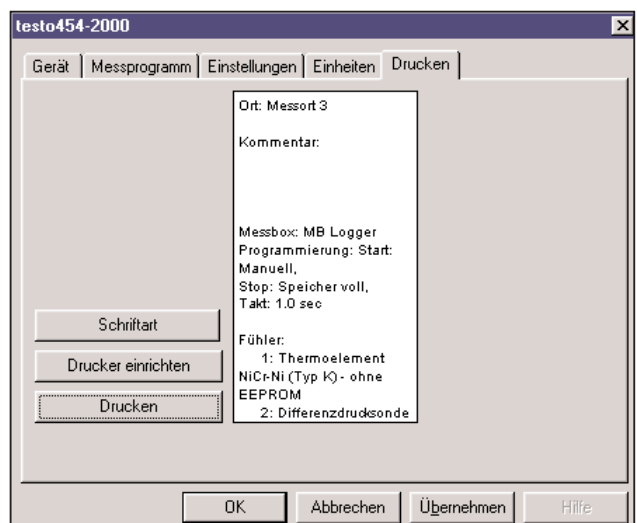 testo454-2000
Gerät Messprogramm Einstellungen Einheiten Drucken
Ort: Messort 3
Kommentar:
Messbox: MB Logger
Programmierung: Start:
Manuell,
Stop: Speicher voll,
Takt: 1.0 sec
Fühler:
1: Thermoelement
NiCr-Ni (Typ K)- ohne
EEPROM
2: Differenzdrucksonde
Schriftart
Drucker einrichten
Drucken
OK Abbrechen Übernehmen Hilfe